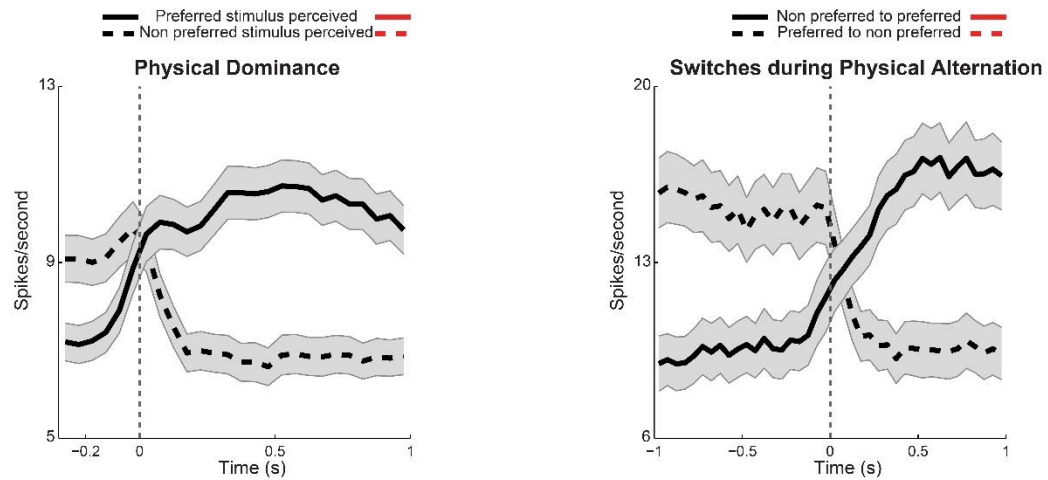 Preferred stimulus perceived
Non preferred stimulus perceived
Physical Dominance
13
9
5
Spikes/second
−0.2
0
0.5
1
Time (s)
Non preferred to preferred
Preferred to non preferred
Switches during Physical Alternation
20
13
6
Spikes/second
−1
−0.5
0
0.5
1
Time (s)